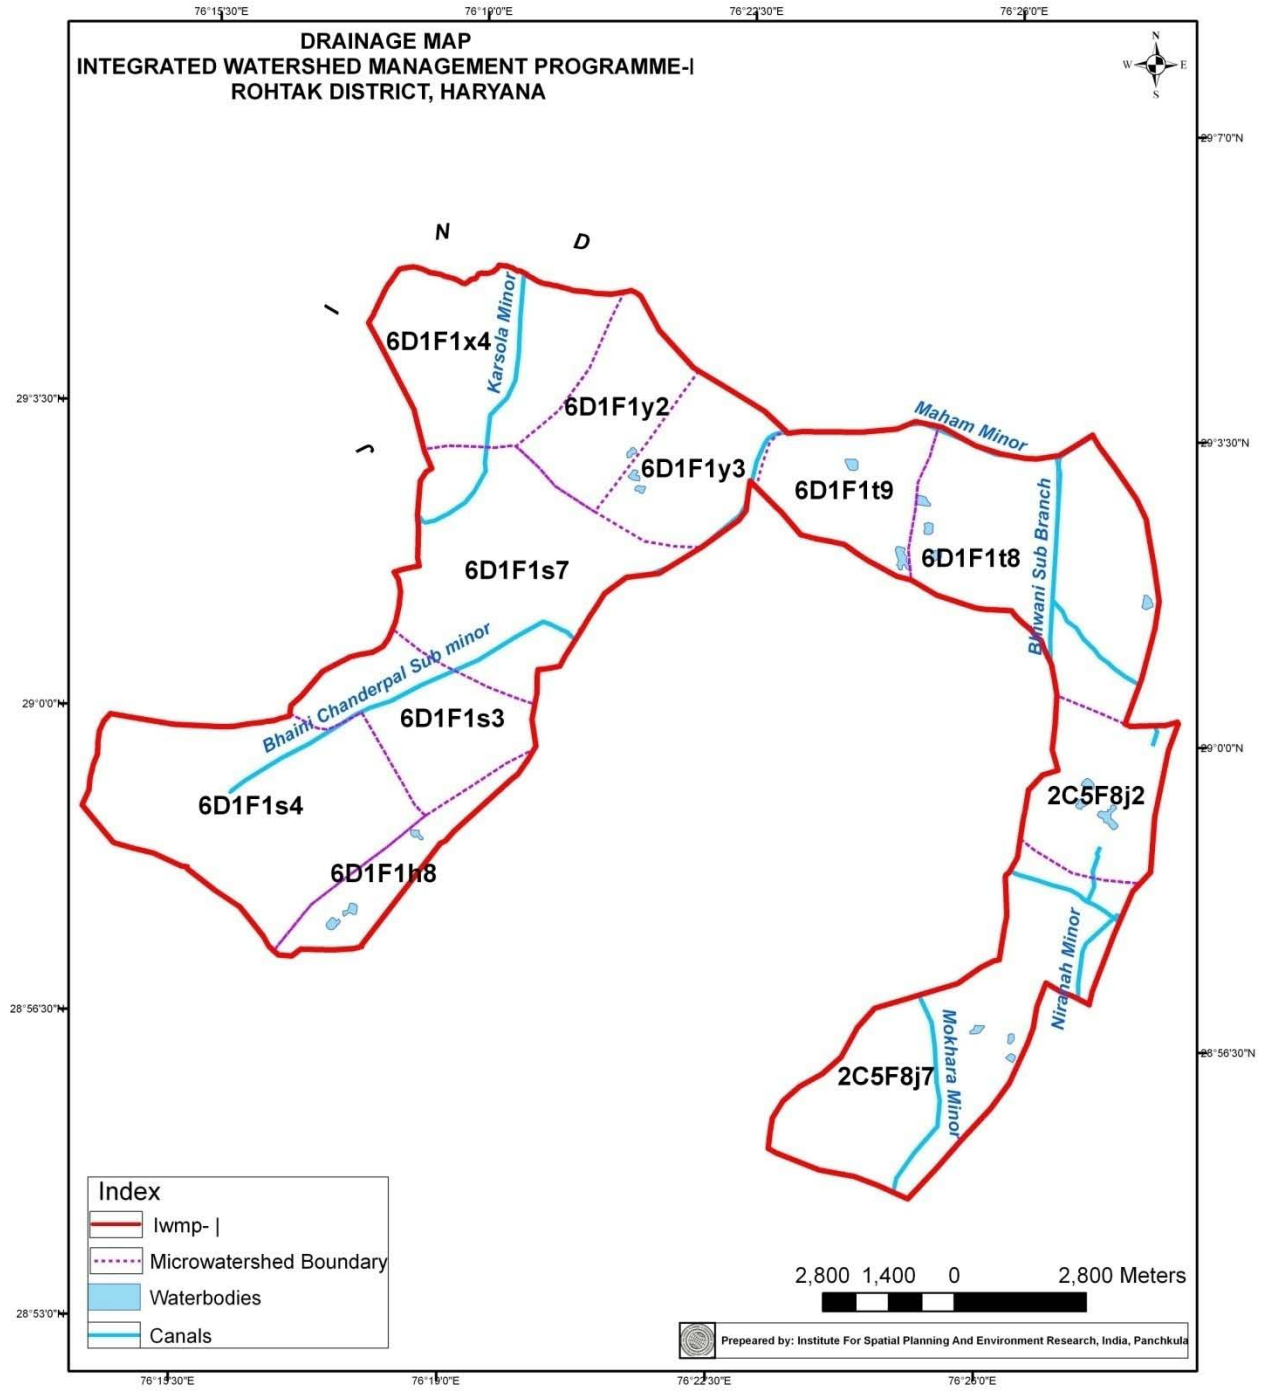 76°15'30"E 76°19'0"E 76°22'30"E 76°26'0"E
DRAINAGE MAP
INTEGRATED WATERSHED MANAGEMENT PROGRAMME-I
ROHTAK DISTRICT, HARYANA
N
W E
S
29°7'0"N
J I N D
Karsola Minor
6D1F1x4
29°3'30"N
6D1F1y2
Maham Minor
29°3'30"N
6D1F1y3
6D1F1t9
Bhiwani Sub Branch
6D1F1t8
6D1F1s7
Bhaini Chanderpal Sub minor
29°0'0"N
6D1F1s3
29°0'0"N
6D1F1s4
2C5F8j2
6D1F1h8
Niranah Minor
28°56'30"N
Mokhara Minor
28°56'30"N
2C5F8j7
Index
Iwmp- |
Microwatershed Boundary
Waterbodies
Canals
2,800 1,400 0 2,800 Meters
28°53'0"N
Prepeared by: Institute For Spatial Planning And Environment Research, India, Panchkula
76°15'30"E 76°19'0"E 76°22'30"E 76°26'0"E